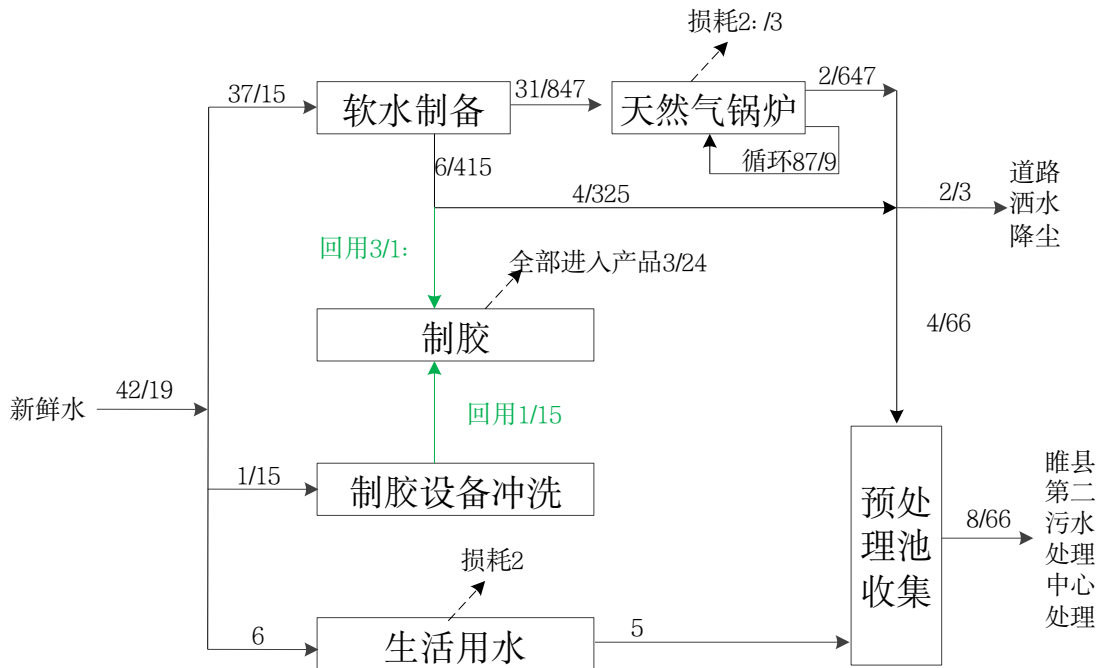 损耗2: /3
37/15
软水制备
31/847
天然气锅炉
2/647
循环87/9
6/415
4/325
2/3
道路
洒水
降尘
回用3/1:
全部进入产品3/24
制胶
4/66
新鲜水
42/19
回用1/15
1/15
制胶设备冲洗
预处
理池
收集
8/66
睢县
第二
污水
处理
中心
处理
损耗2
6
生活用水
5